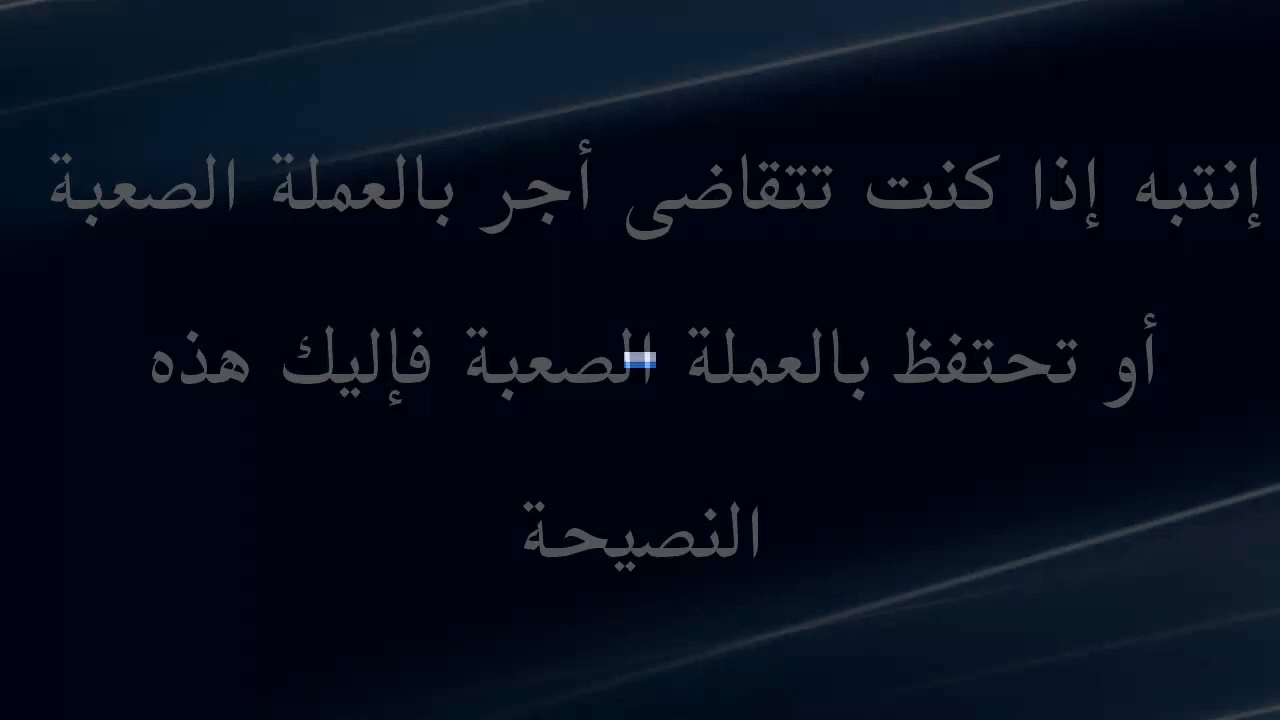 إنتبه إذا كنت تتقاضى أجر بالعملة الصعبة
أو تحتفظ بالعملة الصعبة فإليك هذه
النصيحة